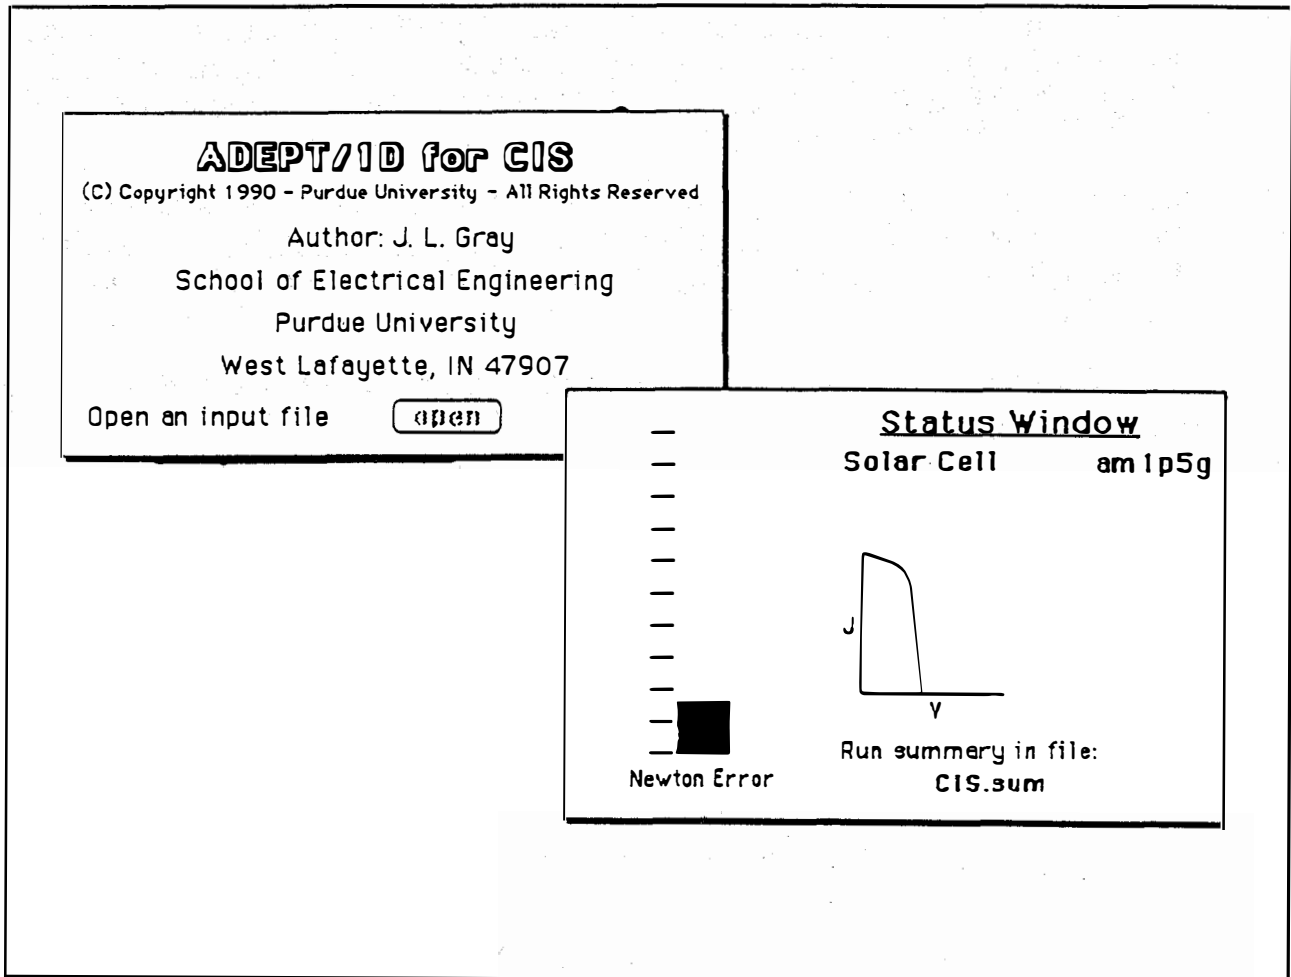 ADEPT/1D for CIS
(C) Copyright 1990 - Purdue University - All Rights Reserved
Author: J. L. Gray
School of Electrical Engineering
Purdue University
West Lafayette, IN 47907
Open an input file open
Status Window
Solar Cell am1p5g
J
V
Newton Error
Run summary in file:
CIS.sum